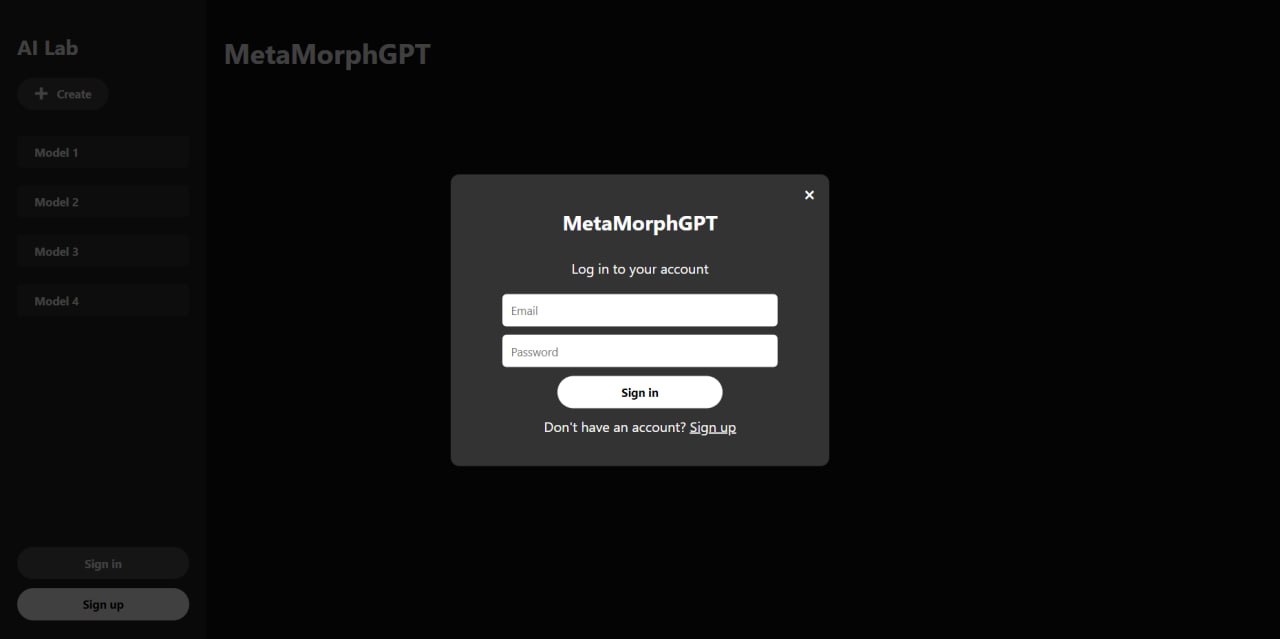 AI Lab
Create
Model 1
Model 2
Model 3
Model 4
Sign in
Sign up
MetaMorphGPT
MetaMorphGPT
Log in to your account
Email
Password
Sign in
Don't have an account? Sign up